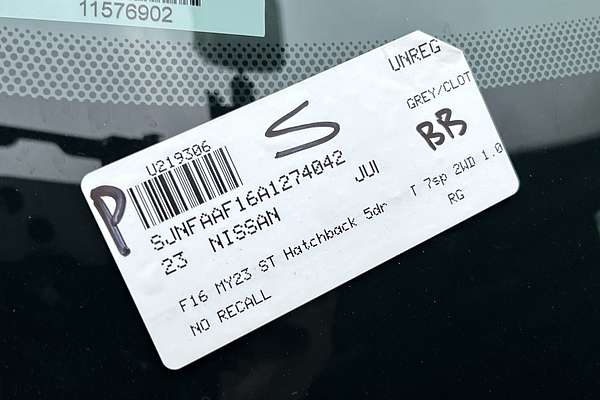 11576902
UNREG
U219306
S
GREY/CLOT
BB
P
SJNFAAF16A1274042
23 NISSAN JUI
F16 MY23 ST Hatchback 5dr T 7sp 2WD 1.0
NO RECALL RG